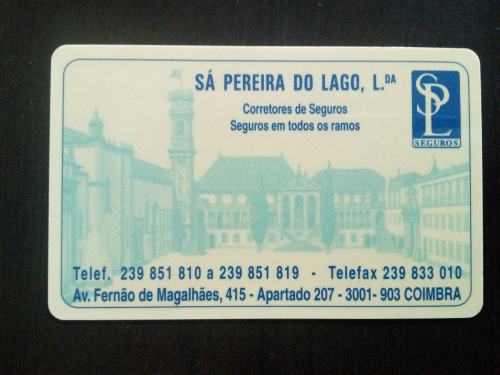 SÁ PEREIRA DO LAGO, L.DA
Corretores de Seguros
Seguros em todos os ramos
SPL
SEGUROS
Telef. 239 851 810 a 239 851 819 - Telefax 239 833 010
Av. Fernão de Magalhães, 415 - Apartado 207 - 3001- 903 COIMBRA